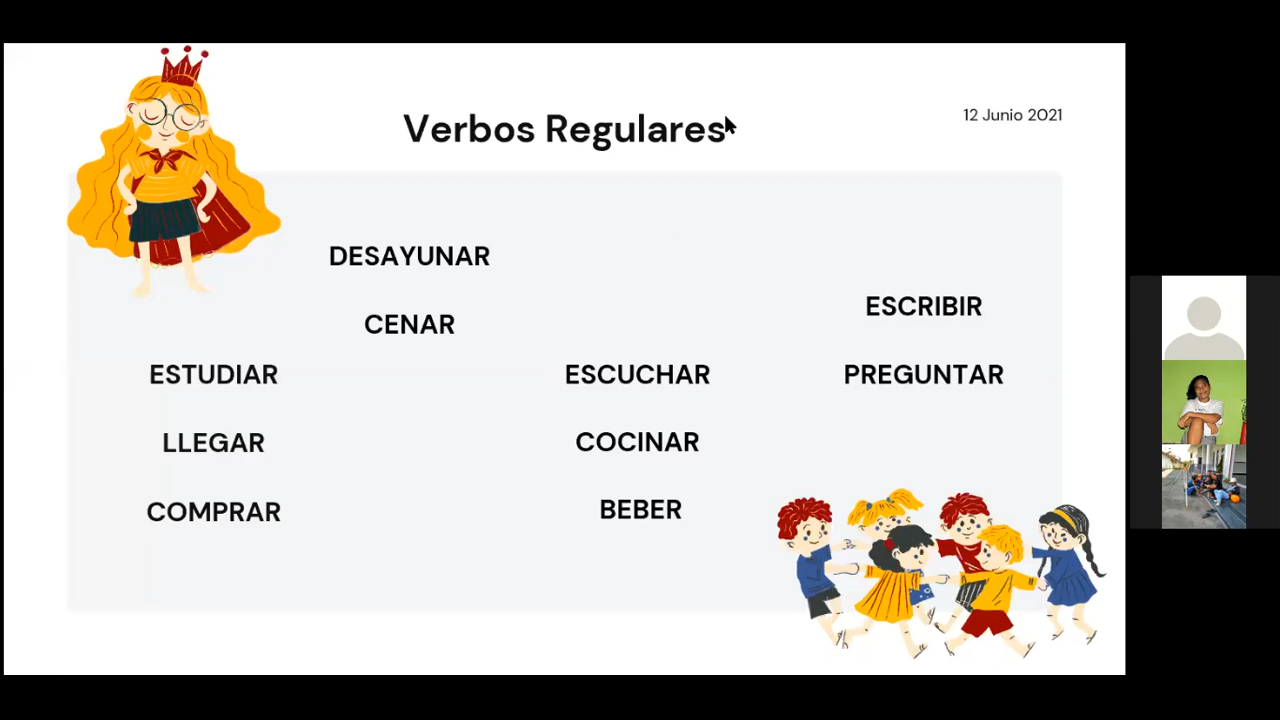 Verbos Regulares
12 Junio 2021
DESAYUNAR
CENAR
ESTUDIAR
LLEGAR
COMPRAR
ESCUCHAR
COCINAR
BEBER
ESCRIBIR
PREGUNTAR